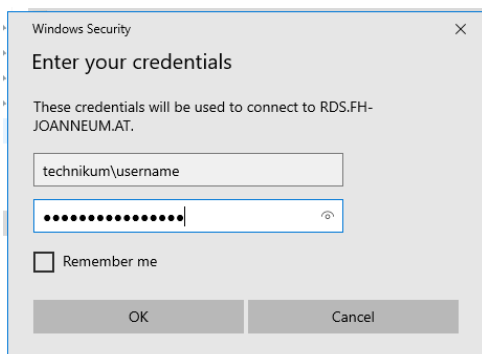 Windows Security
Enter your credentials
These credentials will be used to connect to RDS.FH-
JOANNEUM.AT.
technikum\username
●●●●●●●●●●●●●●●●
Remember me
OK
Cancel